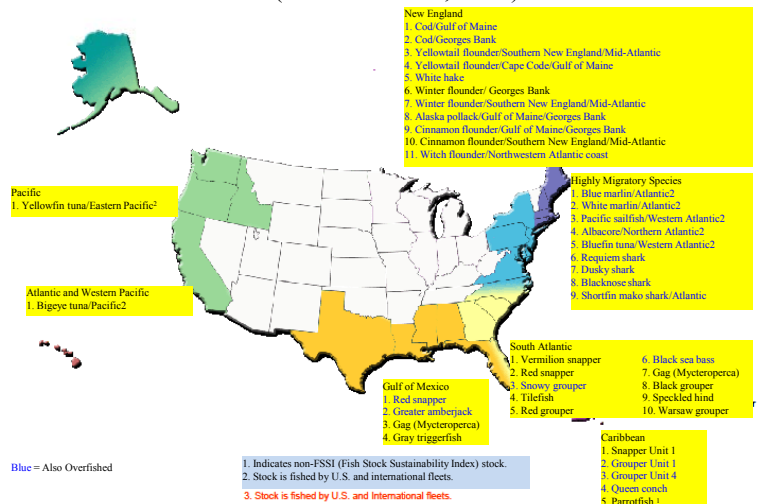 New England
1. Cod/Gulf of Maine
2. Cod/Georges Bank
3. Yellowtail flounder/Southern New England/Mid-Atlantic
4. Yellowtail flounder/Cape Code/Gulf of Maine
5. White hake
6. Winter flounder/ Georges Bank
7. Winter flounder/Southern New England/Mid-Atlantic
8. Alaska pollack/Gulf of Maine/Georges Bank
9. Cinnamon flounder/Gulf of Maine/Georges Bank
10. Cinnamon flounder/Southern New England/Mid-Atlantic
11. Witch flounder/Northwestern Atlantic coast
Pacific
1. Yellowfin tuna/Eastern Pacific²
Highly Migratory Species
1. Blue marlin/Atlantic2
2. White marlin/Atlantic2
3. Pacific sailfish/Western Atlantic2
4. Albacore/Northern Atlantic2
5. Bluefin tuna/Western Atlantic2
6. Requiem shark
7. Dusky shark
8. Blacknose shark
9. Shortfin mako shark/Atlantic
Atlantic and Western Pacific
1. Bigeye tuna/Pacific2
South Atlantic
1. Vermilion snapper
2. Red snapper
3. Snowy grouper
4. Tilefish
5. Red grouper
6. Black sea bass
7. Gag (Mycteroperca)
8. Black grouper
9. Speckled hind
10. Warsaw grouper
Gulf of Mexico
1. Red snapper
2. Greater amberjack
3. Gag (Mycteroperca)
4. Gray triggerfish
Caribbean
1. Snapper Unit 1
2. Grouper Unit 1
3. Grouper Unit 4
4. Queen conch
5. Parrotfish ¹
Blue = Also Overfished
1. Indicates non-FSSI (Fish Stock Sustainability Index) stock.
2. Stock is fished by U.S. and international fleets.
3. Stock is fished by U.S. and International fleets.